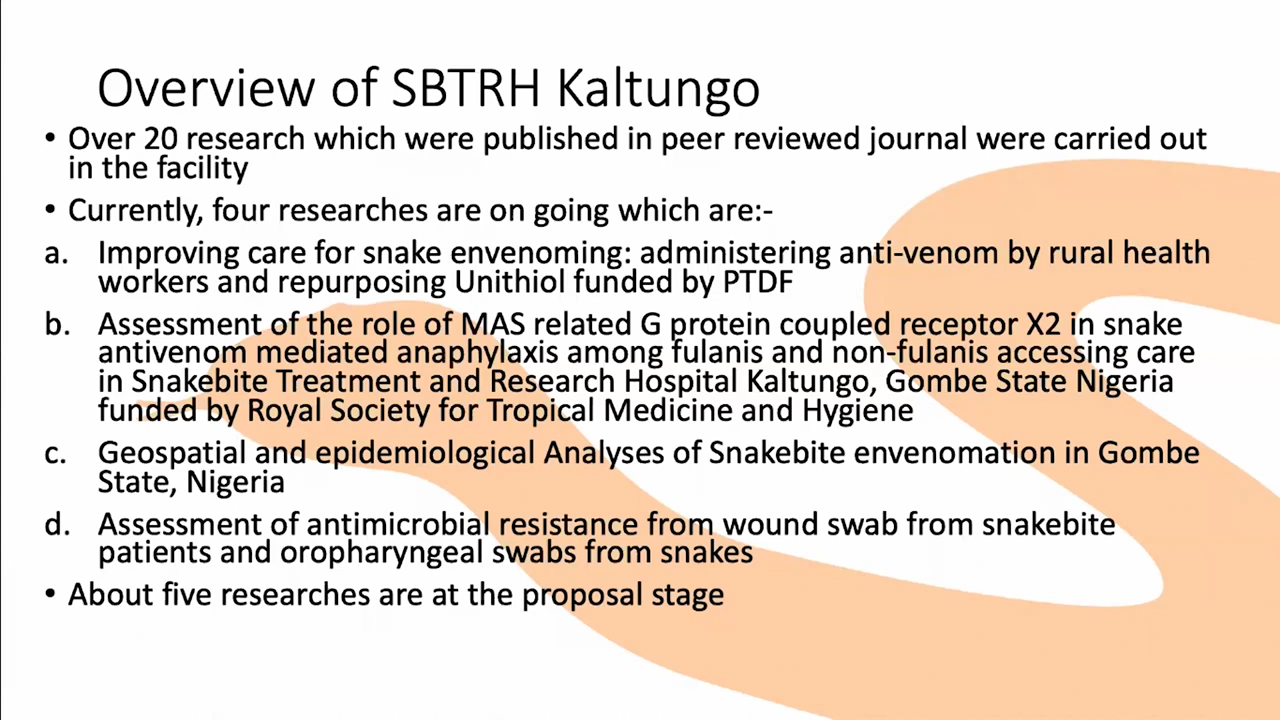 Overview of SBTRH Kaltungo
• Over 20 research which were published in peer reviewed journal were carried out
in the facility
• Currently, four researches are on going which are:-
a. Improving care for snake envenoming: administering anti-venom by rural health
workers and repurposing Unithiol funded by PTDF
b. Assessment of the role of MAS related G protein coupled receptor X2 in snake
antivenom mediated anaphylaxis among fulanis and non-fulanis accessing care
in Snakebite Treatment and Research Hospital Kaltungo, Gombe State Nigeria
funded by Royal Society for Tropical Medicine and Hygiene
c. Geospatial and epidemiological Analyses of Snakebite envenomation in Gombe
State, Nigeria
d. Assessment of antimicrobial resistance from wound swab from snakebite
patients and oropharyngeal swabs from snakes
• About five researches are at the proposal stage